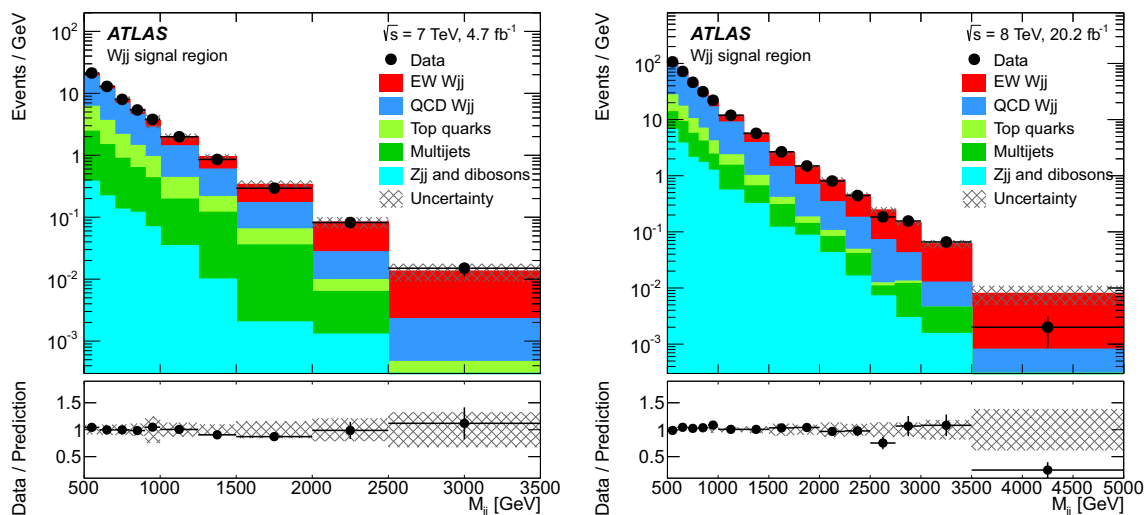 ATLAS
√s = 7 TeV, 4.7 fb⁻¹
Wjj signal region
Data
EW Wjj
QCD Wjj
Top quarks
Multijets
Zjj and dibosons
Uncertainty
Events / GeV
10²
10
1
10⁻¹
10⁻²
10⁻³
Data / Prediction
1.5
1.0
0.5
500 1000 1500 2000 2500 3000 3500
M_jj [GeV]
ATLAS
√s = 8 TeV, 20.2 fb⁻¹
Wjj signal region
Data
EW Wjj
QCD Wjj
Top quarks
Multijets
Zjj and dibosons
Uncertainty
Events / GeV
10²
10
1
10⁻¹
10⁻²
10⁻³
Data / Prediction
1.5
1.0
0.5
500 1000 1500 2000 2500 3000 3500 4000 4500 5000
M_jj [GeV]